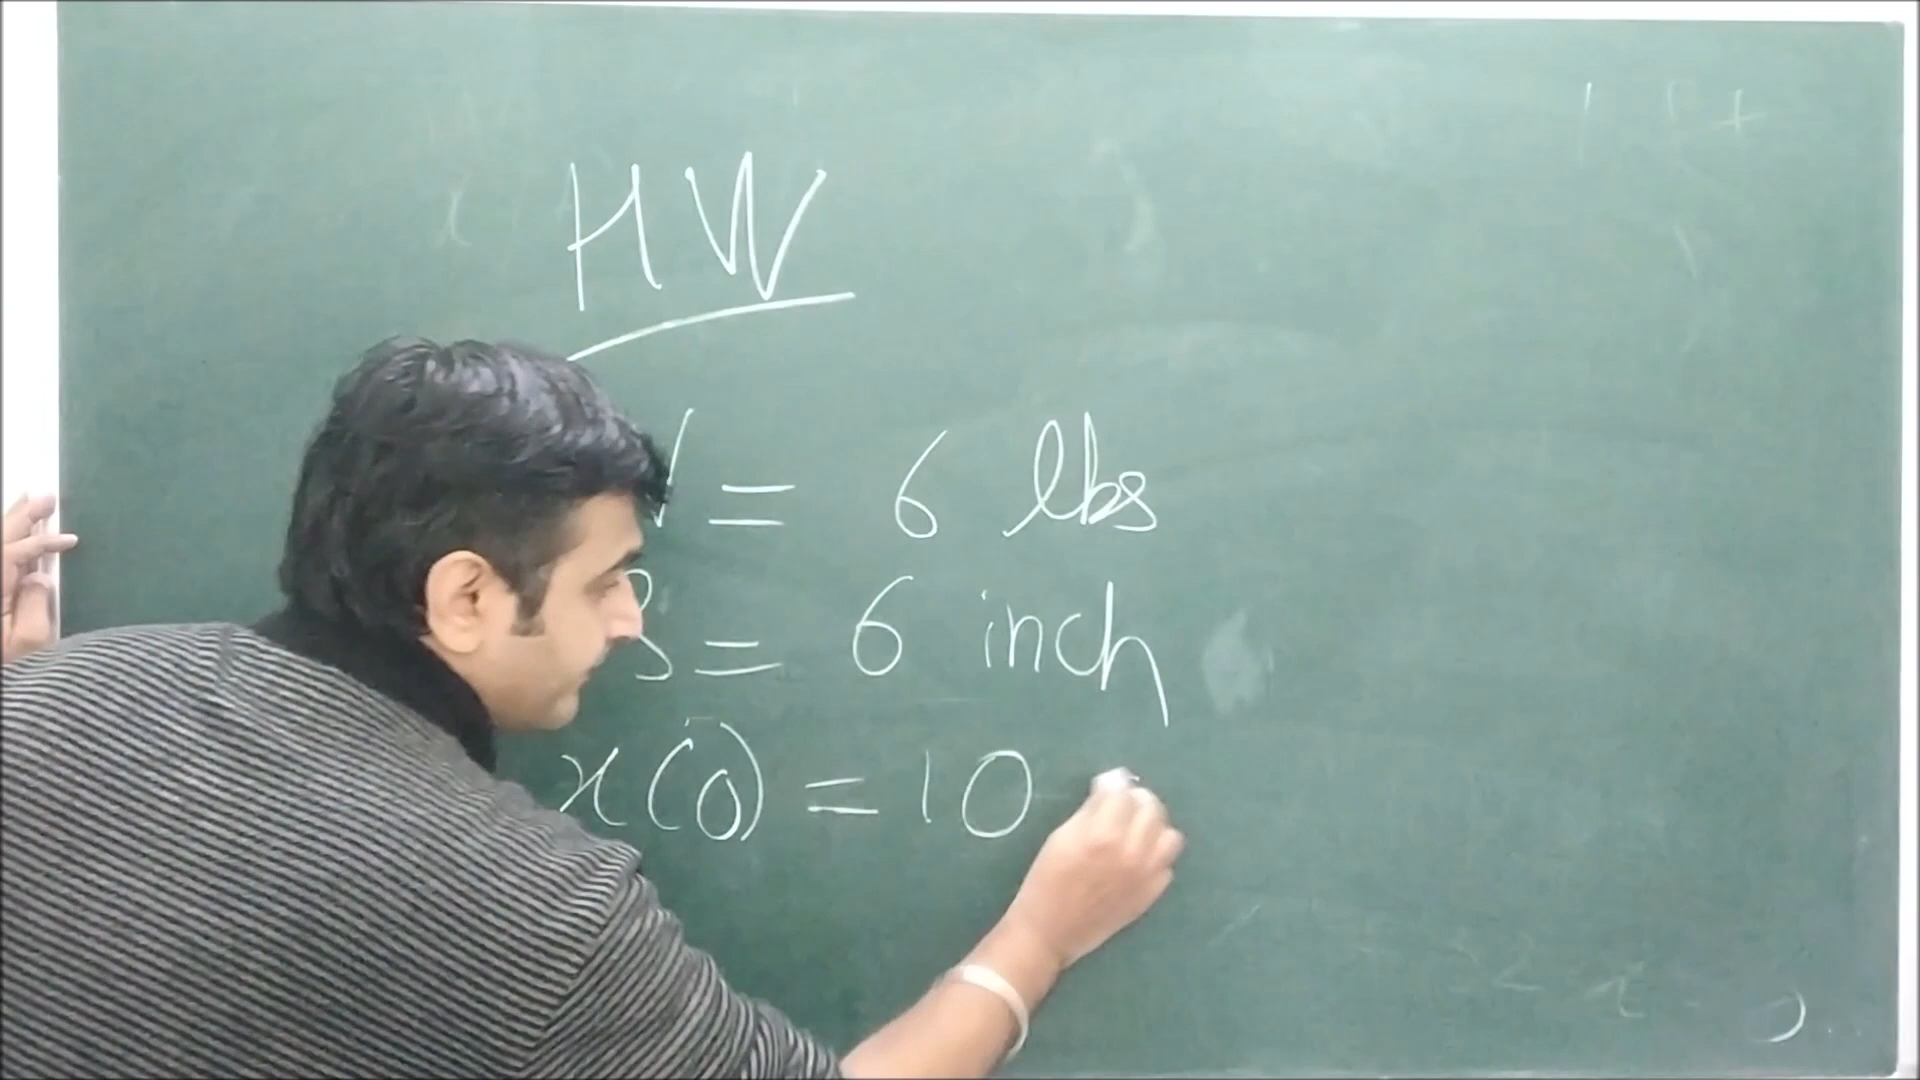 HW
= 6 lbs
S = 6 inch
x(0) = 10